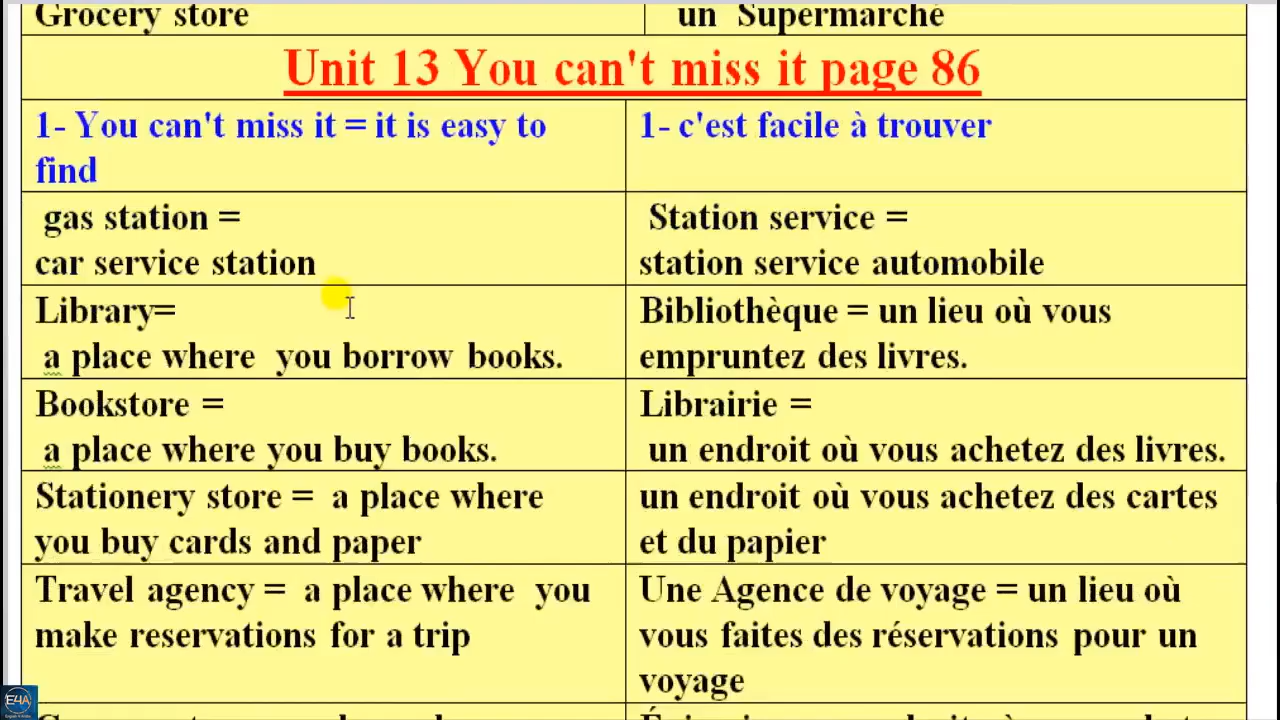 Grocery store
un Supermarché
Unit 13 You can't miss it page 86
1- You can't miss it = it is easy to
find
1- c'est facile à trouver
gas station =
car service station
Station service =
station service automobile
Library=
a place where you borrow books.
Bibliothèque = un lieu où vous
empruntez des livres.
Bookstore =
a place where you buy books.
Librairie =
un endroit où vous achetez des livres.
Stationery store = a place where
you buy cards and paper
un endroit où vous achetez des cartes
et du papier
Travel agency = a place where you
make reservations for a trip
Une Agence de voyage = un lieu où
vous faites des réservations pour un
voyage
E4A